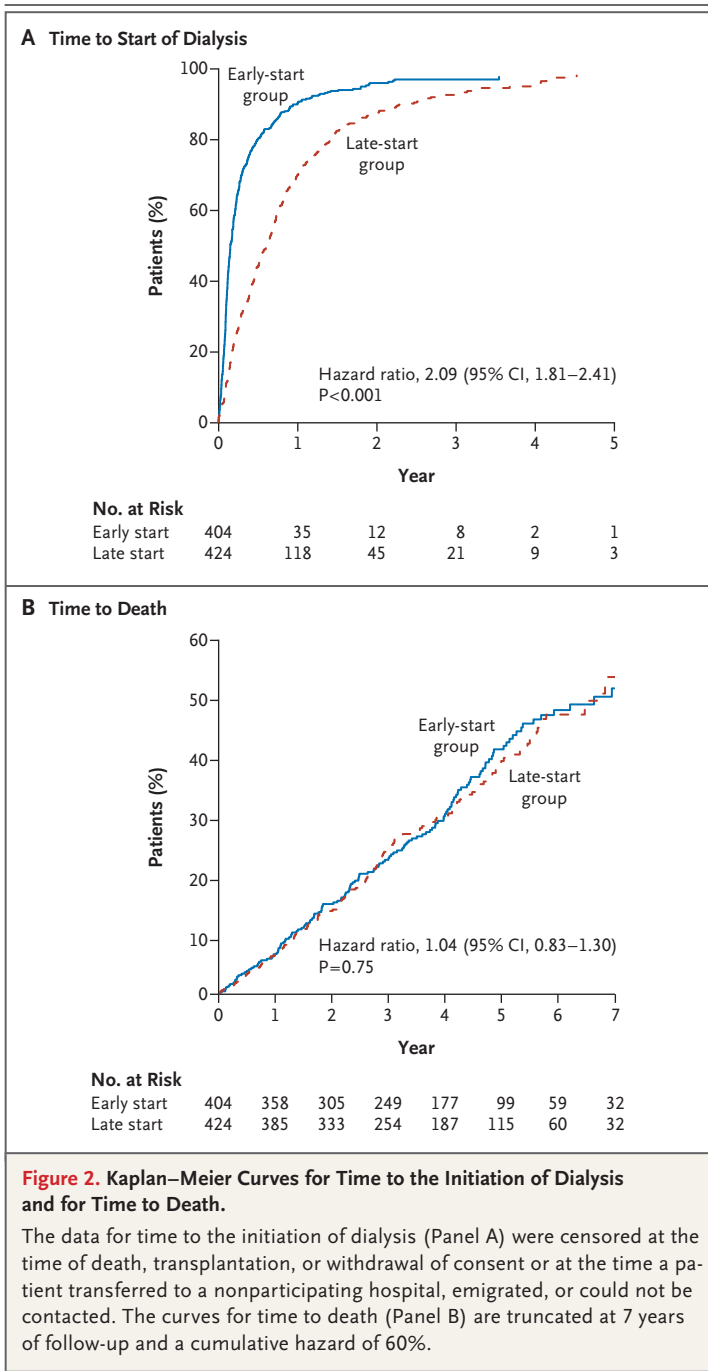 A Time to Start of Dialysis
100
80
60
40
20
0
Patients (%)
Early-start
group
Late-start
group
Hazard ratio, 2.09 (95% CI, 1.81–2.41)
P<0.001
0 1 2 3 4 5
Year
No. at Risk
Early start 404 35 12 8 2 1
Late start 424 118 45 21 9 3
B Time to Death
60
50
40
30
20
10
0
Patients (%)
Early-start
group
Late-start
group
Hazard ratio, 1.04 (95% CI, 0.83–1.30)
P=0.75
0 1 2 3 4 5 6 7
Year
No. at Risk
Early start 404 358 305 249 177 99 59 32
Late start 424 385 333 254 187 115 60 32
Figure 2. Kaplan–Meier Curves for Time to the Initiation of Dialysis
and for Time to Death.
The data for time to the initiation of dialysis (Panel A) were censored at the
time of death, transplantation, or withdrawal of consent or at the time a pa-
tient transferred to a nonparticipating hospital, emigrated, or could not be
contacted. The curves for time to death (Panel B) are truncated at 7 years
of follow-up and a cumulative hazard of 60%.